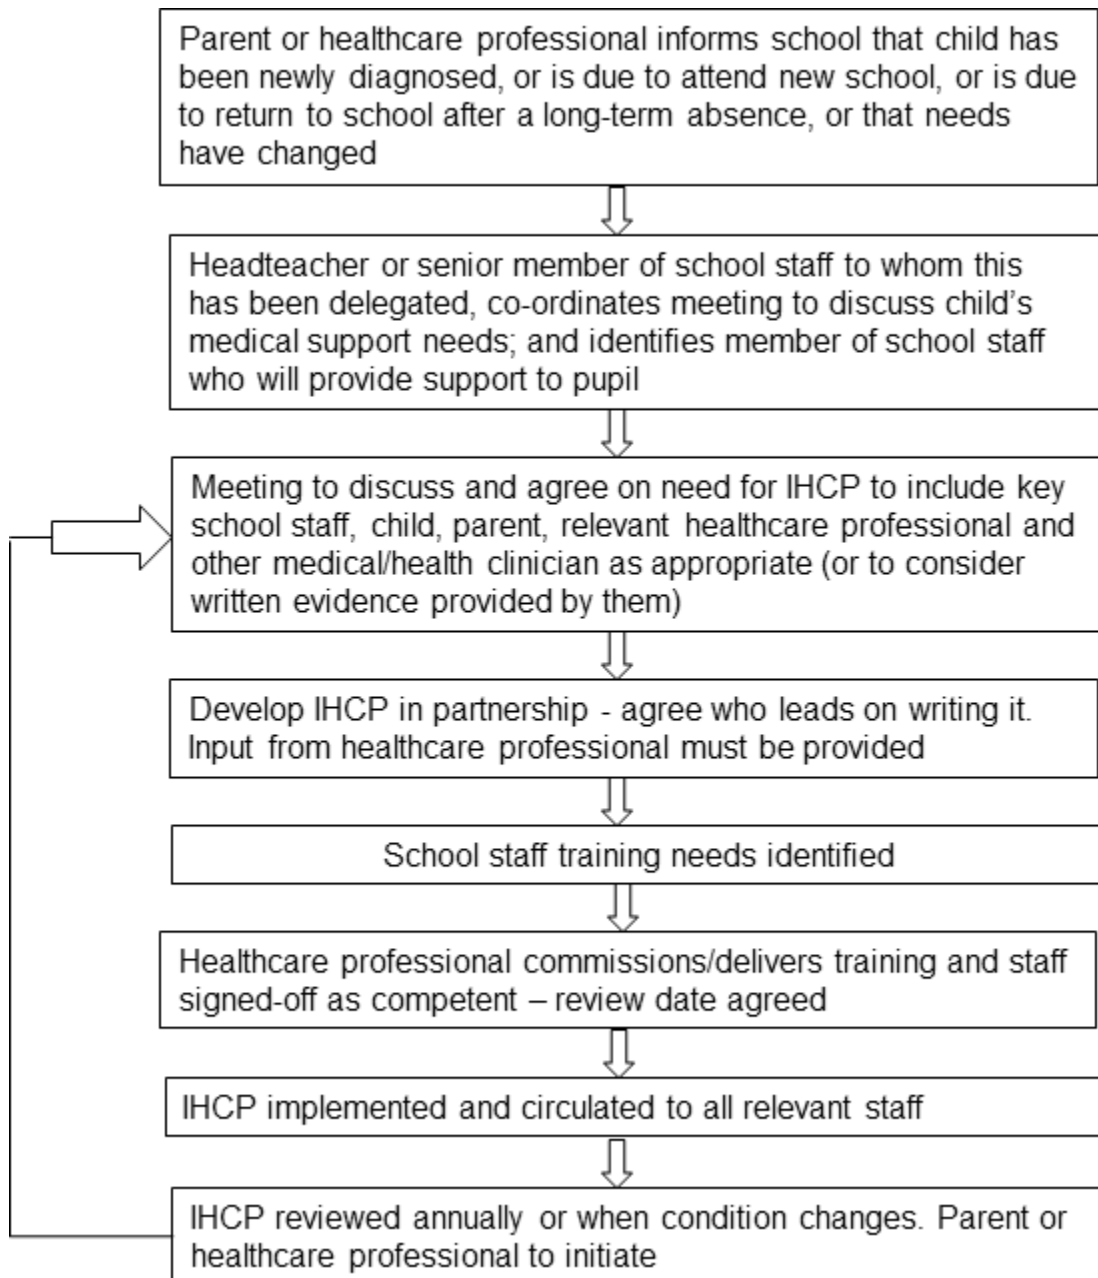 Parent or healthcare professional informs school that child has
been newly diagnosed, or is due to attend new school, or is due
to return to school after a long-term absence, or that needs
have changed
Headteacher or senior member of school staff to whom this
has been delegated, co-ordinates meeting to discuss child's
medical support needs; and identifies member of school staff
who will provide support to pupil
Meeting to discuss and agree on need for IHCP to include key
school staff, child, parent, relevant healthcare professional and
other medical/health clinician as appropriate (or to consider
written evidence provided by them)
Develop IHCP in partnership - agree who leads on writing it.
Input from healthcare professional must be provided
School staff training needs identified
Healthcare professional commissions/delivers training and staff
signed-off as competent – review date agreed
IHCP implemented and circulated to all relevant staff
IHCP reviewed annually or when condition changes. Parent or
healthcare professional to initiate